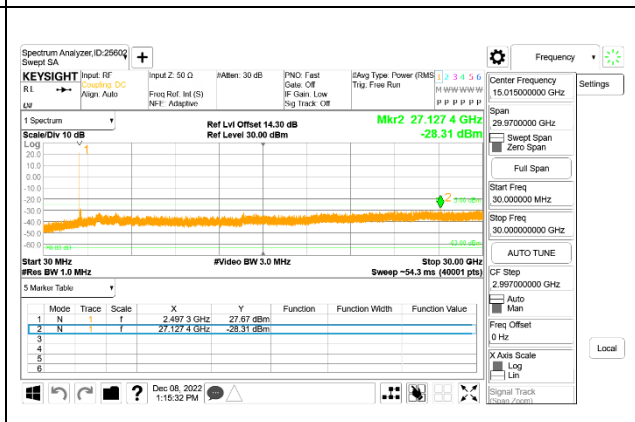 Spectrum Analyzer,ID:25602
Swept SA
+
Frequency
KEYSIGHT
RL
Input: RF
Coupling: DC
Align: Auto
Input Z: 50 Ω
Freq Ref: Int (S)
NFE: Adaptive
#Atten: 30 dB
PNO: Fast
Gate: Off
IF Gain: Low
Sig Track: Off
#Avg Type: Power (RMS
Trig: Free Run
1 2 3 4 5 6
M W W W W W
P P P P P P
1 Spectrum
Scale/Div 10 dB
Ref Lvl Offset 14.30 dB
Ref Level 30.00 dBm
Mkr2 27.127 4 GHz
-28.31 dBm
Log
20.0
10.0
0.00
-10.0
-20.0
-30.0
-40.0
-50.0
-60.0
1
2
Start 30 MHz
#Res BW 1.0 MHz
#Video BW 3.0 MHz
Stop 30.00 GHz
Sweep ~54.3 ms (40001 pts)
5 Marker Table
Mode Trace Scale X Y Function Function Width Function Value
1 N 1 f 2.497 3 GHz 27.67 dBm
2 N 1 f 27.127 4 GHz -28.31 dBm
3
4
5
6
Dec 08, 2022
1:15:32 PM
Center Frequency
15.015000000 GHz
Span
29.9700000 GHz
Swept Span
Zero Span
Full Span
Start Freq
30.000000 MHz
Stop Freq
30.000000000 GHz
AUTO TUNE
CF Step
2.997000000 GHz
Auto
Man
Freq Offset
0 Hz
X Axis Scale
Log
Lin
Signal Track
(Span Zoom)
Settings
Local